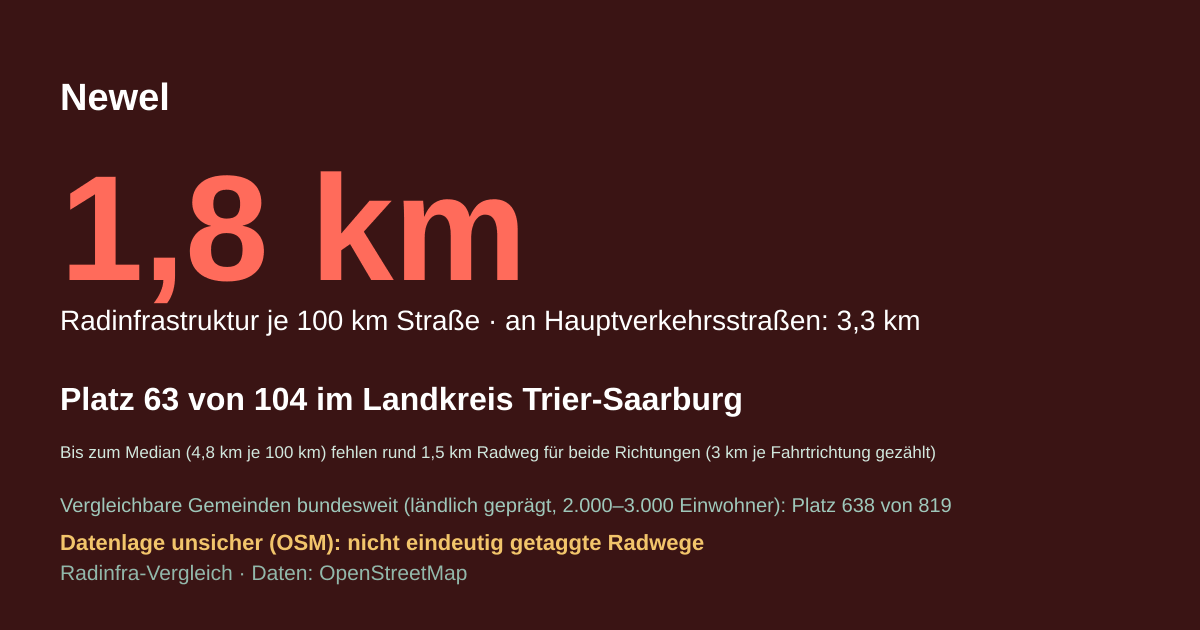 Newel
1,8 km
Radinfrastruktur je 100 km Straße · an Hauptverkehrsstraßen: 3,3 km
Platz 63 von 104 im Landkreis Trier-Saarburg
Bis zum Median (4,8 km je 100 km) fehlen rund 1,5 km Radweg für beide Richtungen (3 km je Fahrtrichtung gezählt)
Vergleichbare Gemeinden bundesweit (ländlich geprägt, 2.000–3.000 Einwohner): Platz 638 von 819
Datenlage unsicher (OSM): nicht eindeutig getaggte Radwege
Radinfra-Vergleich · Daten: OpenStreetMap